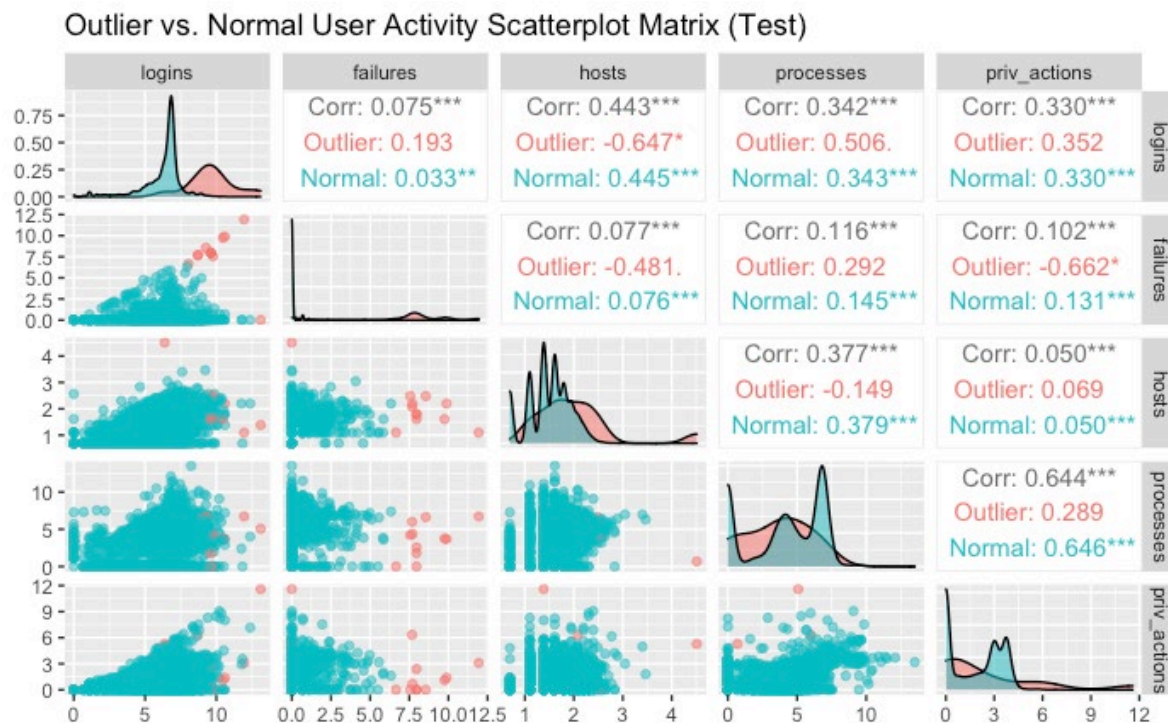 Outlier vs. Normal User Activity Scatterplot Matrix (Test)
logins failures hosts processes priv_actions
Corr: 0.075*** Corr: 0.443*** Corr: 0.342*** Corr: 0.330***
Outlier: 0.193 Outlier: -0.647* Outlier: 0.506. Outlier: 0.352
Normal: 0.033** Normal: 0.445*** Normal: 0.343*** Normal: 0.330***
0.75
0.50
0.25
0.00
logins
Corr: 0.077*** Corr: 0.116*** Corr: 0.102***
Outlier: -0.481. Outlier: 0.292 Outlier: -0.662*
Normal: 0.076*** Normal: 0.145*** Normal: 0.131***
12.5
10.0
7.5
5.0
2.5
0.0
failures
Corr: 0.377*** Corr: 0.050***
Outlier: -0.149 Outlier: 0.069
Normal: 0.379*** Normal: 0.050***
4
3
2
1
hosts
Corr: 0.644***
Outlier: 0.289
Normal: 0.646***
10
5
0
processes
12
9
6
3
0
priv_actions
0 5 10 0.0 2.5 5.0 7.5 10.0 12.5 1 2 3 4 0 5 10 0 3 6 9 12